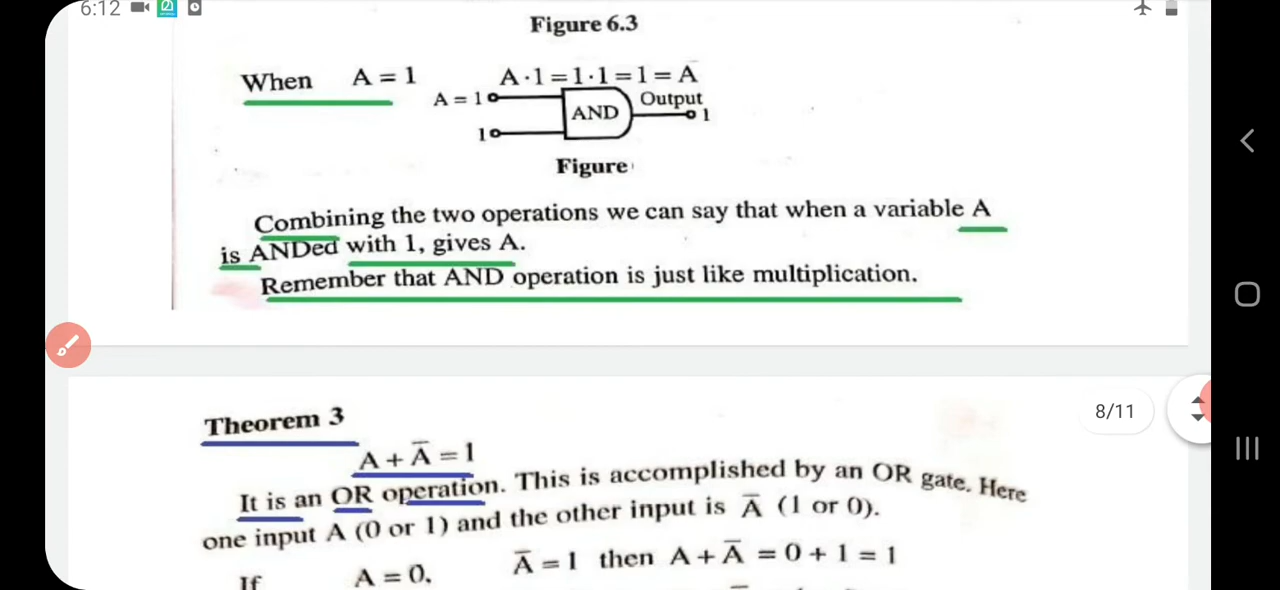 6:12
Figure 6.3
When A = 1 A · 1 = 1 · 1 = 1 = A
A = 1 AND Output 1
1
Figure
Combining the two operations we can say that when a variable A
is ANDed with 1, gives A.
Remember that AND operation is just like multiplication.
8/11
Theorem 3
A + Ā = 1
It is an OR operation. This is accomplished by an OR gate. Here
one input A (0 or 1) and the other input is Ā (1 or 0).
If A = 0, Ā = 1 then A + Ā = 0 + 1 = 1